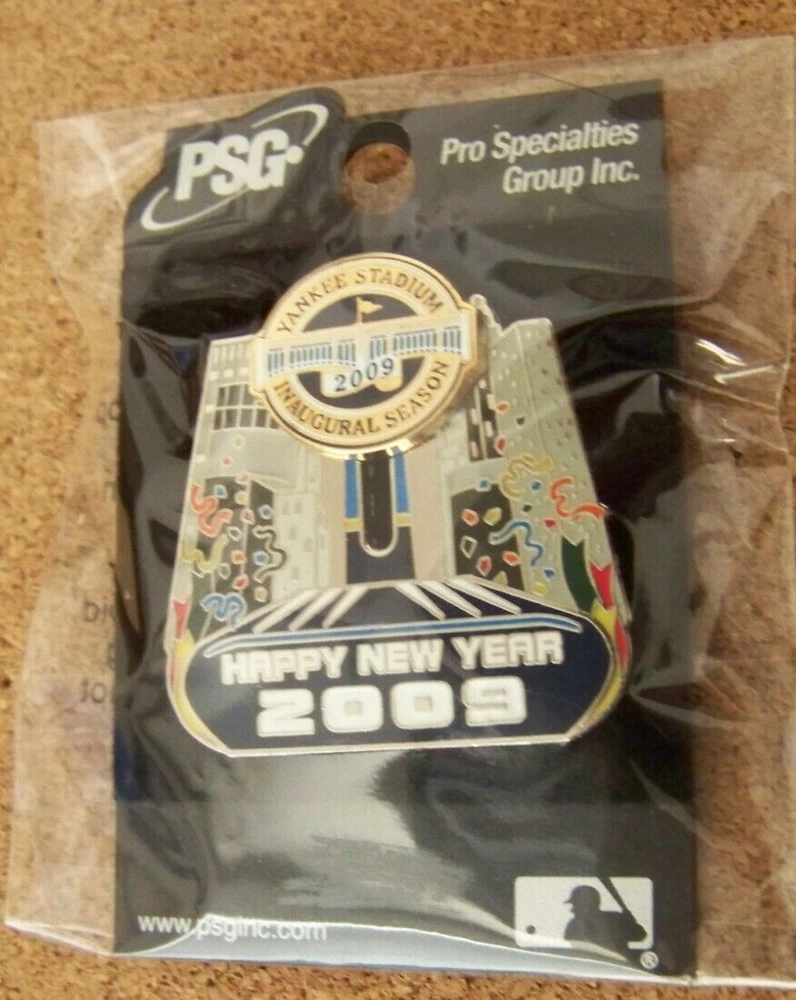 PSG
Pro Specialties
Group Inc.
YANKEE STADIUM
2009
INAUGURAL SEASON
HAPPY NEW YEAR
2009
www.psginc.com
®